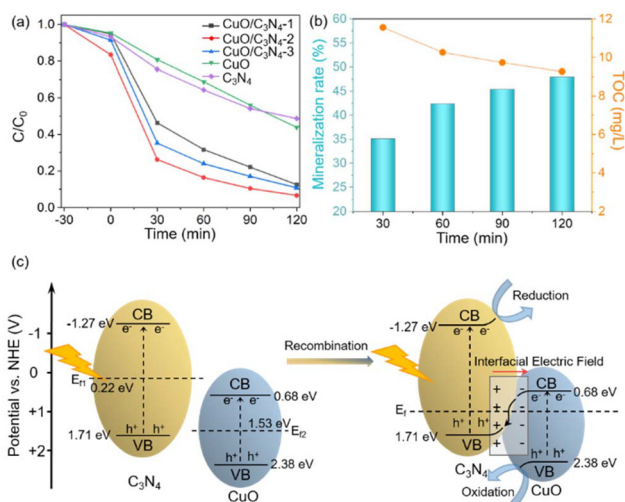 (a)
CuO/C3N4-1
CuO/C3N4-2
CuO/C3N4-3
CuO
C3N4
C/C0
1.0
0.8
0.6
0.4
0.2
0.0
-30 0 30 60 90 120
Time (min)
(b)
Mineralization rate (%)
65
60
55
50
45
40
35
30
25
20
TOC (mg/L)
12
10
8
6
4
2
30 60 90 120
Time (min)
(c)
Potential vs. NHE (V)
-1
0
+1
+2
CB
-1.27 eV
e- e-
Ef1
0.22 eV
h+ h+
1.71 eV
VB
C3N4
CB
0.68 eV
e- e-
1.53 eV
Ef2
h+ h+
VB
2.38 eV
CuO
Recombination
CB
-1.27 eV
e- e-
Reduction
Interfacial Electric Field
Ef
h+ h+
1.71 eV
VB
C3N4
+ -
+ -
+ -
+ -
CB
0.68 eV
e- e-
h+ h+
VB
2.38 eV
CuO
Oxidation